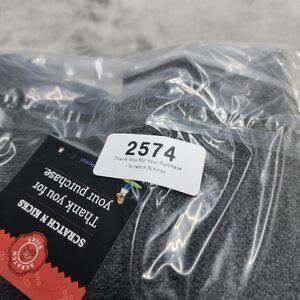 2574
Thank You for Your Purchase
- Scratch N Kicks
Thank you for
your purchase.
SCRATCH N KICKS